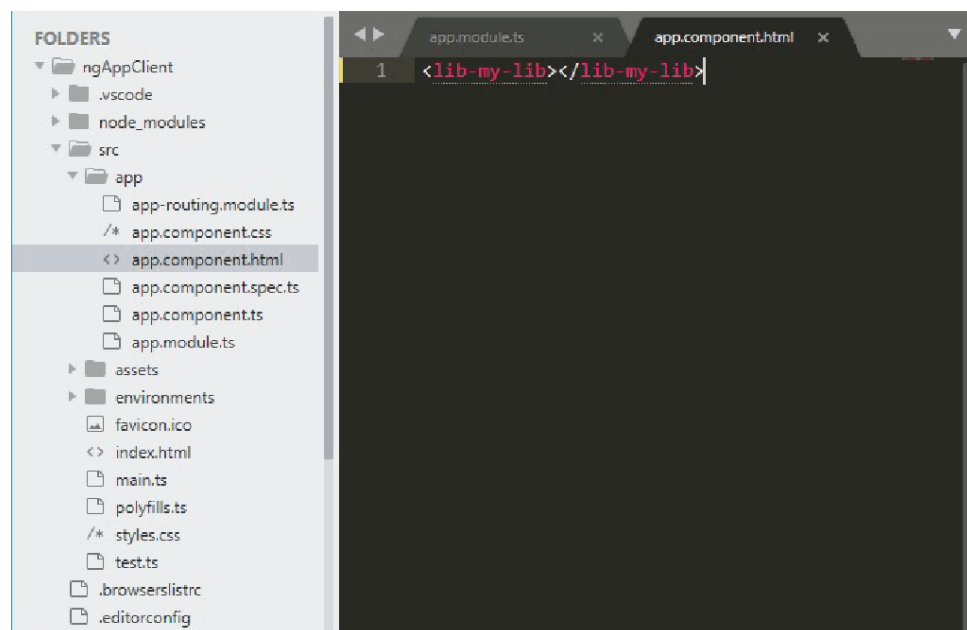 FOLDERS
ngAppClient
.vscode
node_modules
src
app
app-routing.module.ts
/* app.component.css
<> app.component.html
app.component.spec.ts
app.component.ts
app.module.ts
assets
environments
favicon.ico
<> index.html
main.ts
polyfills.ts
/* styles.css
test.ts
.browserslistrc
.editorconfig
app.module.ts ×
app.component.html ×
1 <lib-my-lib></lib-my-lib>